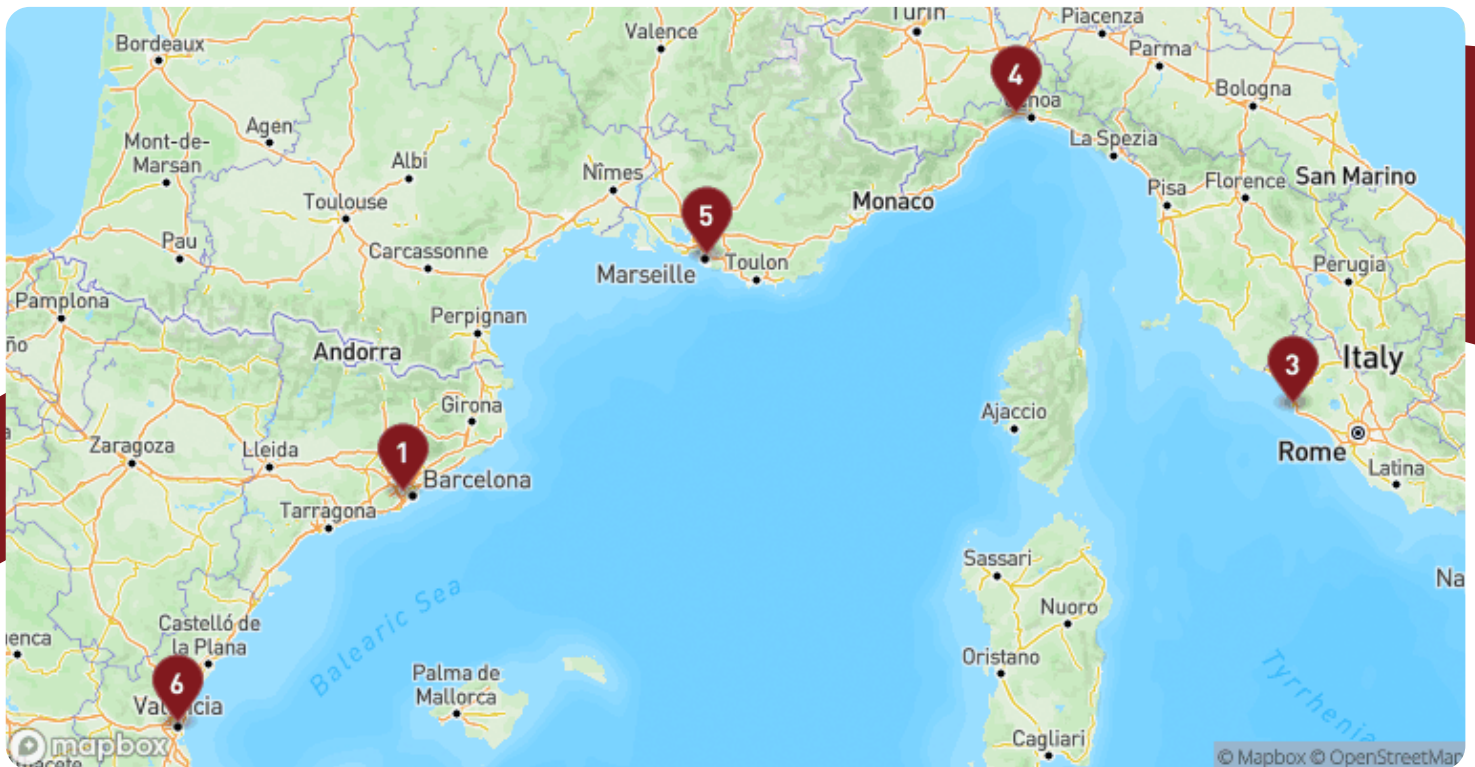 Bordeaux
Valence
Turin
Piacenza
Parma
4
Bologna
Agen
Mont-de-
Marsan
Albi
La Spezia
Nîmes
Toulouse
5
Monaco
Pisa
Florence
San Marino
Pau
Carcassonne
Marseille
Toulon
Perugia
Pamplona
Perpignan
Andorra
3
Italy
Girona
Ajaccio
Zaragoza
Lleida
1
Barcelona
Rome
Latina
Tarragona
Sassari
Balearic Sea
Nuoro
Castelló de
la Plana
Oristano
Palma de
Mallorca
6
Tyrrhenia
Cagliari
mapbox
© Mapbox © OpenStreetMap